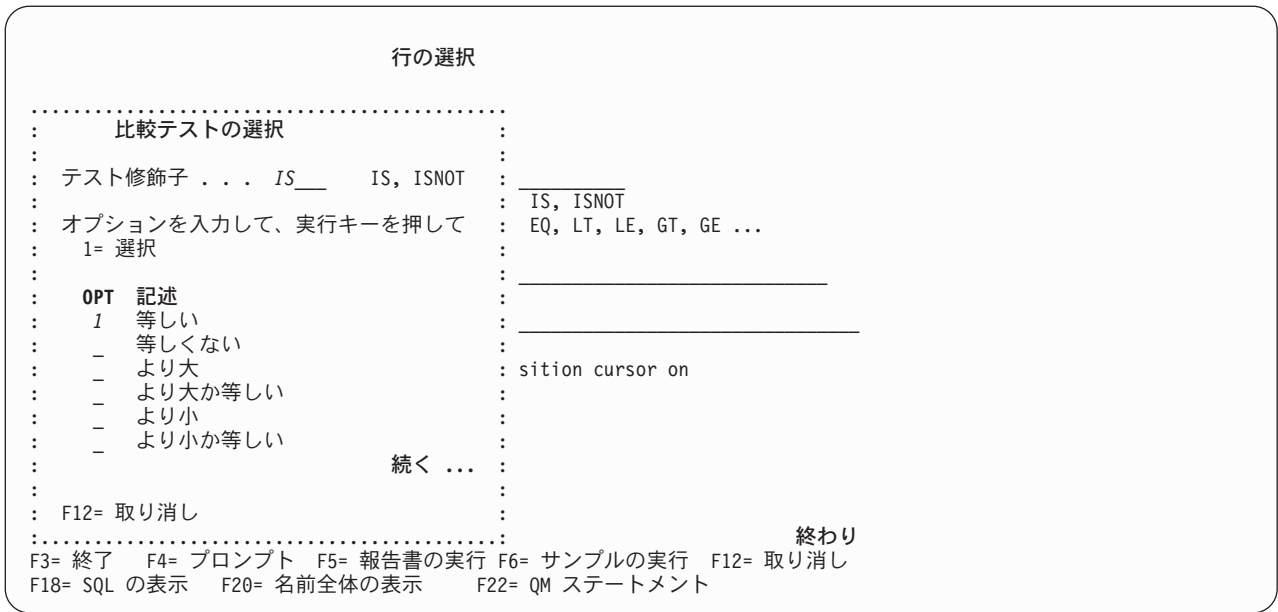 行の選択
..............................................
: 比較テストの選択 :
: :
: テスト修飾子 . . . IS___ IS, ISNOT : __________
: : IS, ISNOT
: オプションを入力して、実行キーを押して : EQ, LT, LE, GT, GE ...
: 1= 選択 :
: : _____________________________
: OPT 記述 :
: 1 等しい : ________________________________
: _ 等しくない :
: _ より大 : sition cursor on
: _ より大か等しい :
: _ より小 :
: _ より小か等しい :
: 続く ... :
: :
: F12= 取り消し :
:............................................: 終わり
F3= 終了 F4= プロンプト F5= 報告書の実行 F6= サンプルの実行 F12= 取り消し
F18= SQL の表示 F20= 名前全体の表示 F22= QM ステートメント